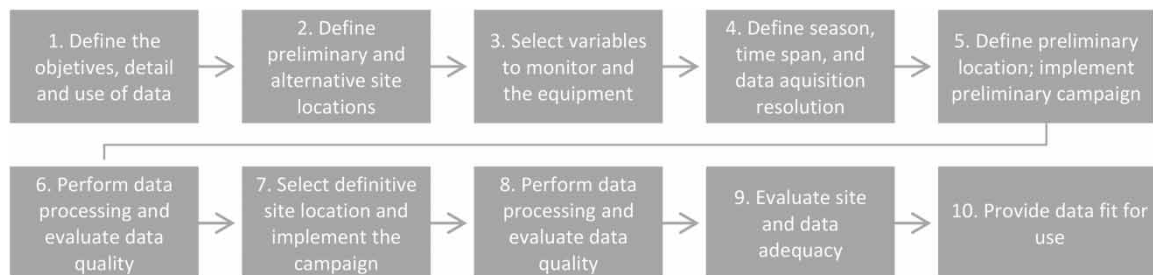 1. Define the
objetives, detail
and use of data
2. Define
preliminary and
alternative site
locations
3. Select variables
to monitor and
the equipment
4. Define season,
time span, and
data aquisition
resolution
5. Define preliminary
location; implement
preliminary campaign
6. Perform data
processing and
evaluate data
quality
7. Select definitive
site location and
implement the
campaign
8. Perform data
processing and
evaluate data
quality
9. Evaluate site
and data
adequacy
10. Provide data fit for
use